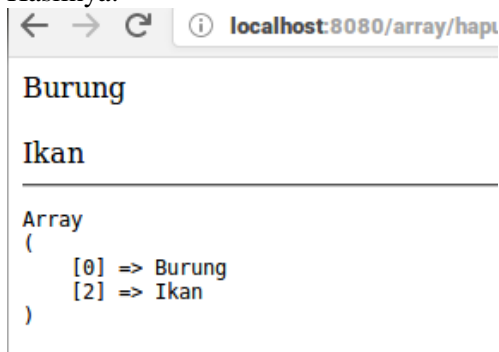 localhost:8080/array/hapu
Burung
Ikan
Array
(
[0] => Burung
[2] => Ikan
)